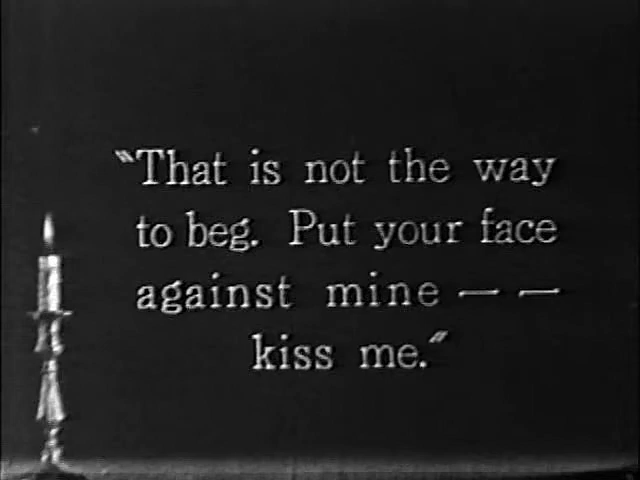 "That is not the way
to beg. Put your face
against mine — —
kiss me."